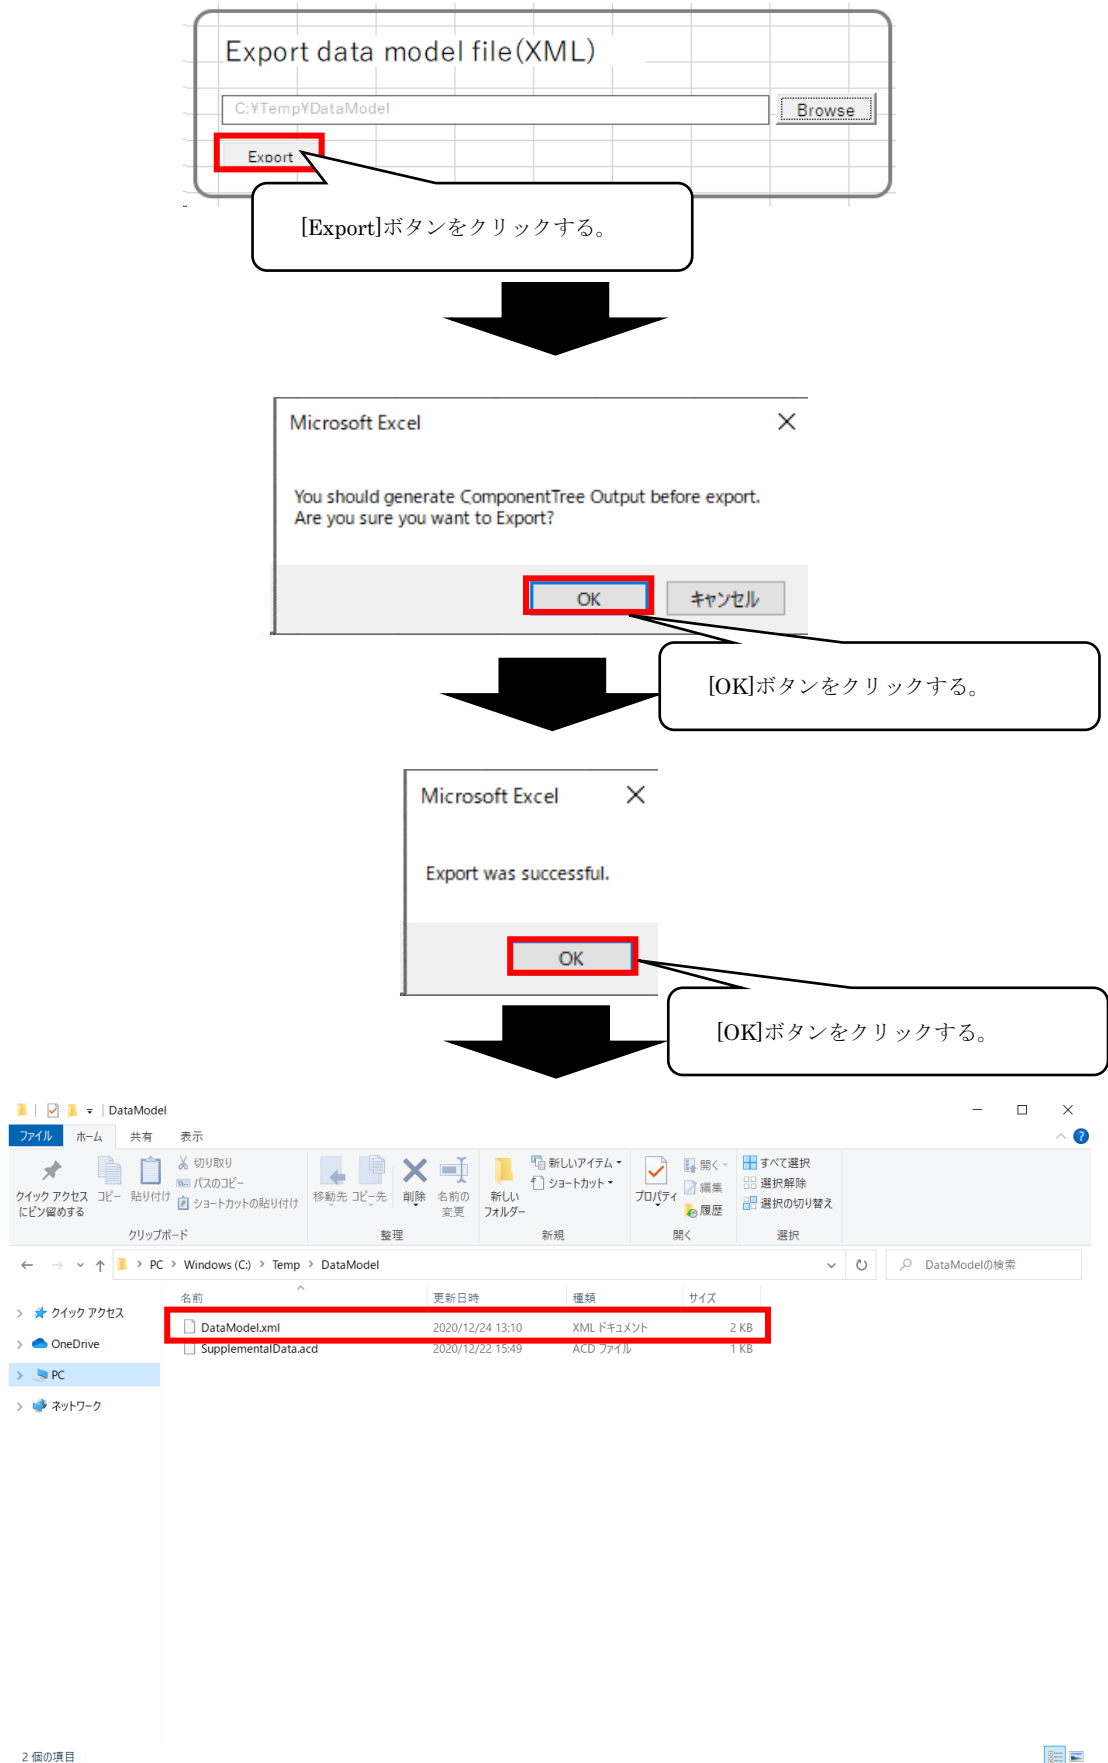 Export data model file(XML)
C:¥Temp¥DataModel
Browse
Export
[Export]ボタンをクリックする。
Microsoft Excel
You should generate ComponentTree Output before export.
Are you sure you want to Export?
OK
キャンセル
[OK]ボタンをクリックする。
Microsoft Excel
Export was successful.
OK
[OK]ボタンをクリックする。
DataModel
ファイル ホーム 共有 表示
クイック アクセス
にピン留めする
コピー
貼り付け
切り取り
パスのコピー
ショートカットの貼り付け
クリップボード
移動先
コピー先
削除
名前の
変更
整理
新しい
フォルダー
新しいアイテム
ショートカット
新規
プロパティ
開く
編集
履歴
開く
すべて選択
選択解除
選択の切り替え
選択
PC > Windows (C:) > Temp > DataModel
DataModelの検索
名前 更新日時 種類 サイズ
DataModel.xml 2020/12/24 13:10 XML ドキュメント 2 KB
SupplementalData.acd 2020/12/22 15:49 ACD ファイル 1 KB
クイック アクセス
OneDrive
PC
ネットワーク
2 個の項目